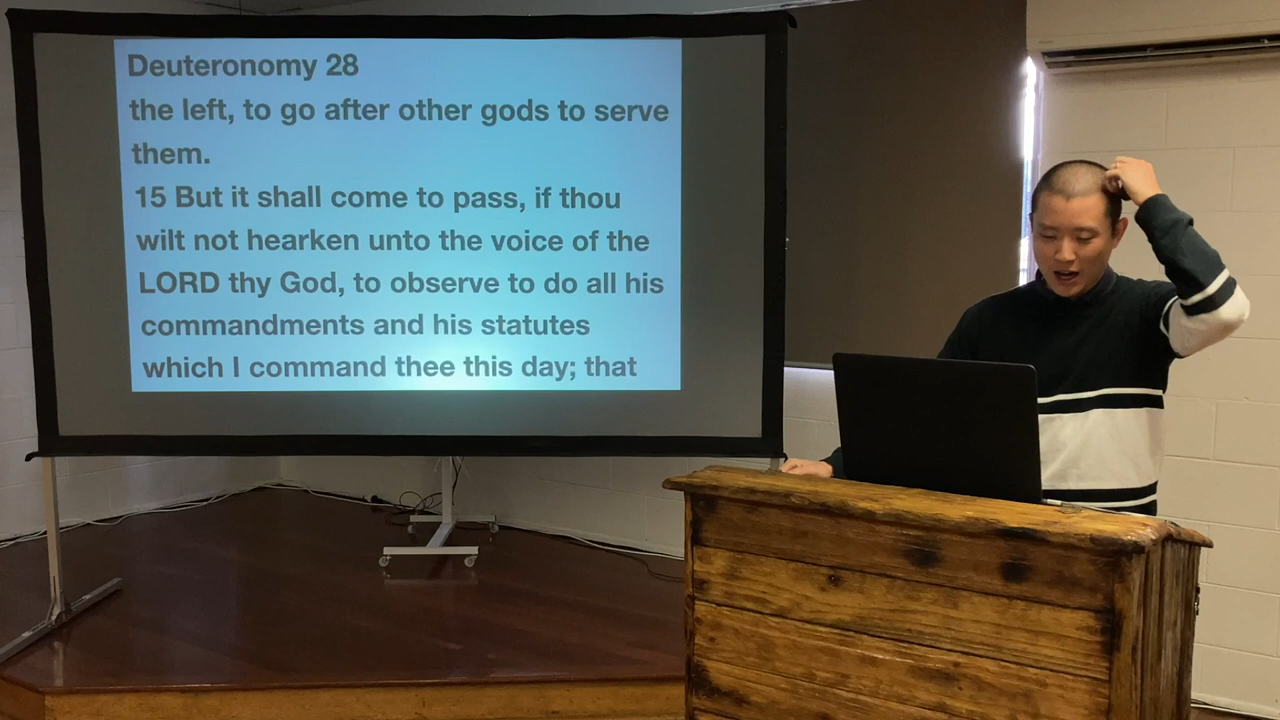 Deuteronomy 28
the left, to go after other gods to serve
them.
15 But it shall come to pass, if thou
wilt not hearken unto the voice of the
LORD thy God, to observe to do all his
commandments and his statutes
which I command thee this day; that